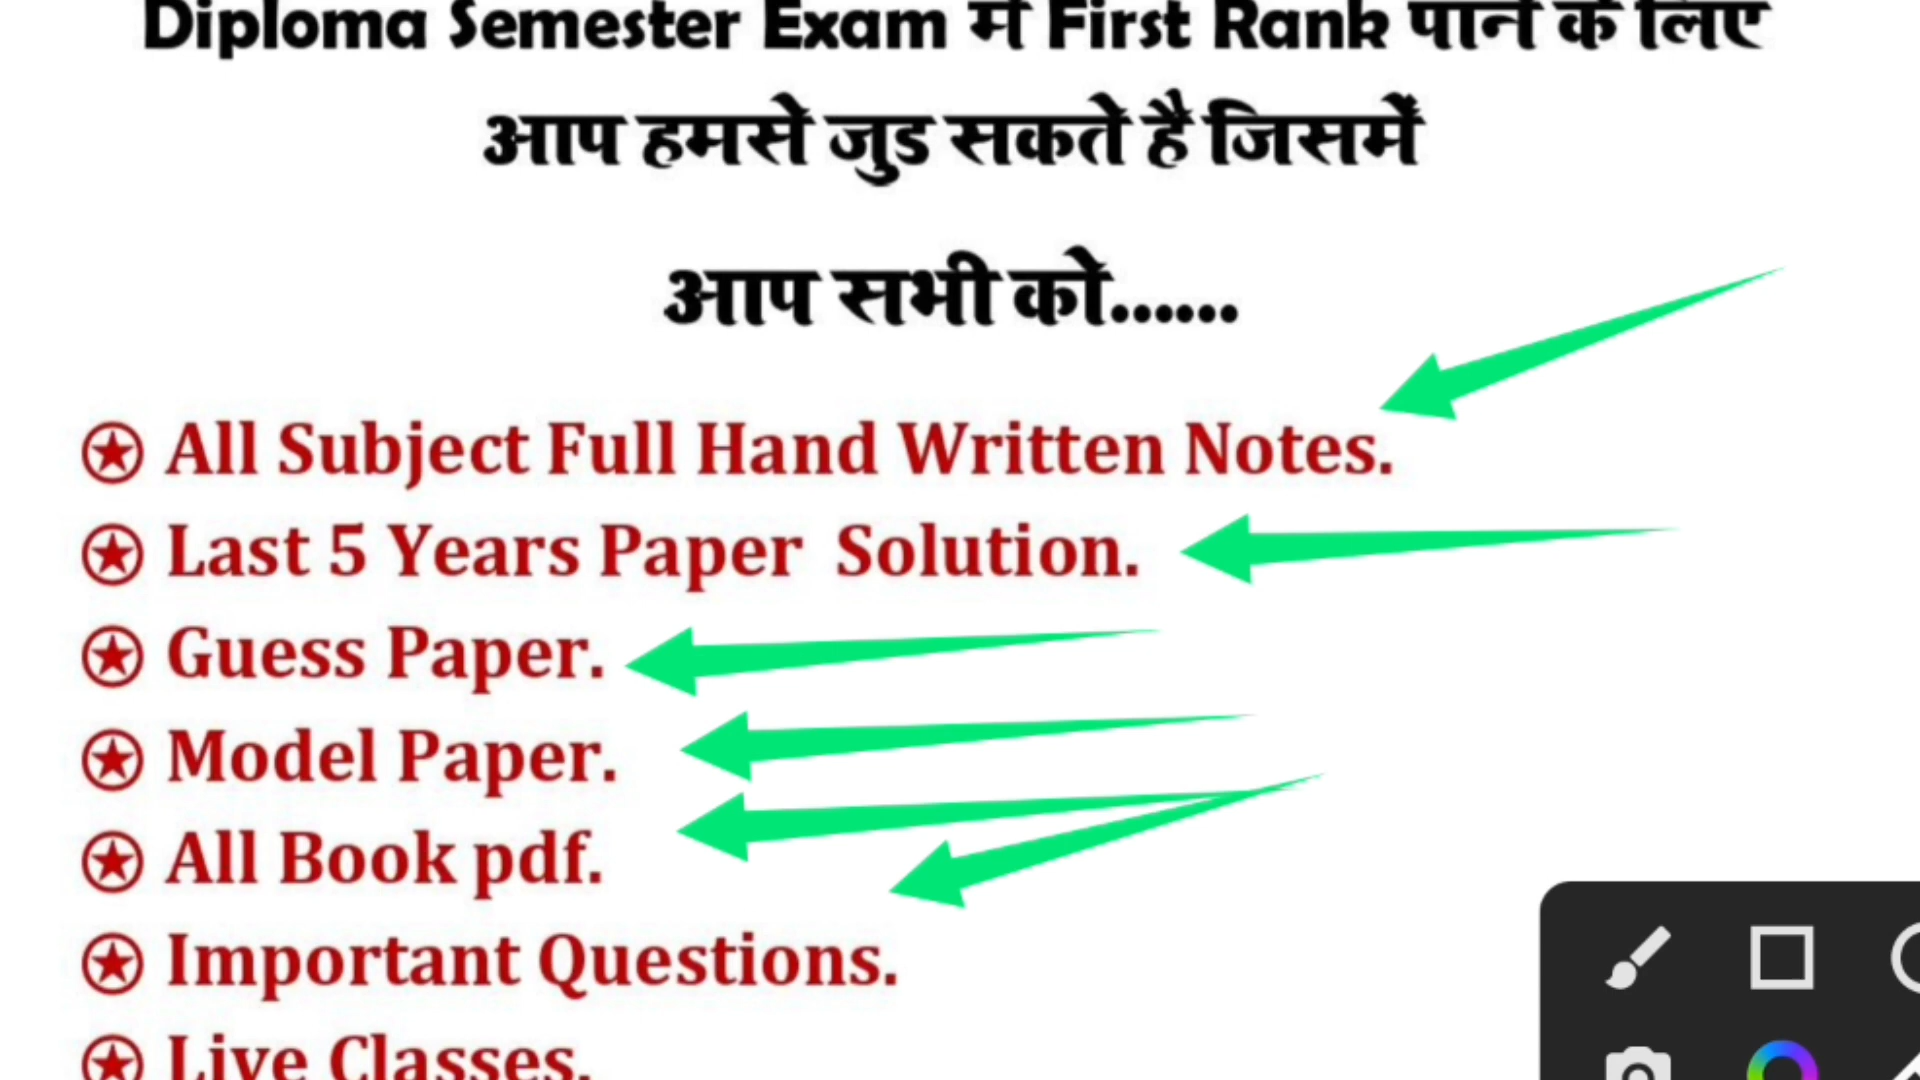 Diploma Semester Exam में First Rank पाने के लिए
आप हमसे जुड सकते है जिसमें
आप सभी को......
All Subject Full Hand Written Notes.
Last 5 Years Paper Solution.
Guess Paper.
Model Paper.
All Book pdf.
Important Questions.
Live Classes.